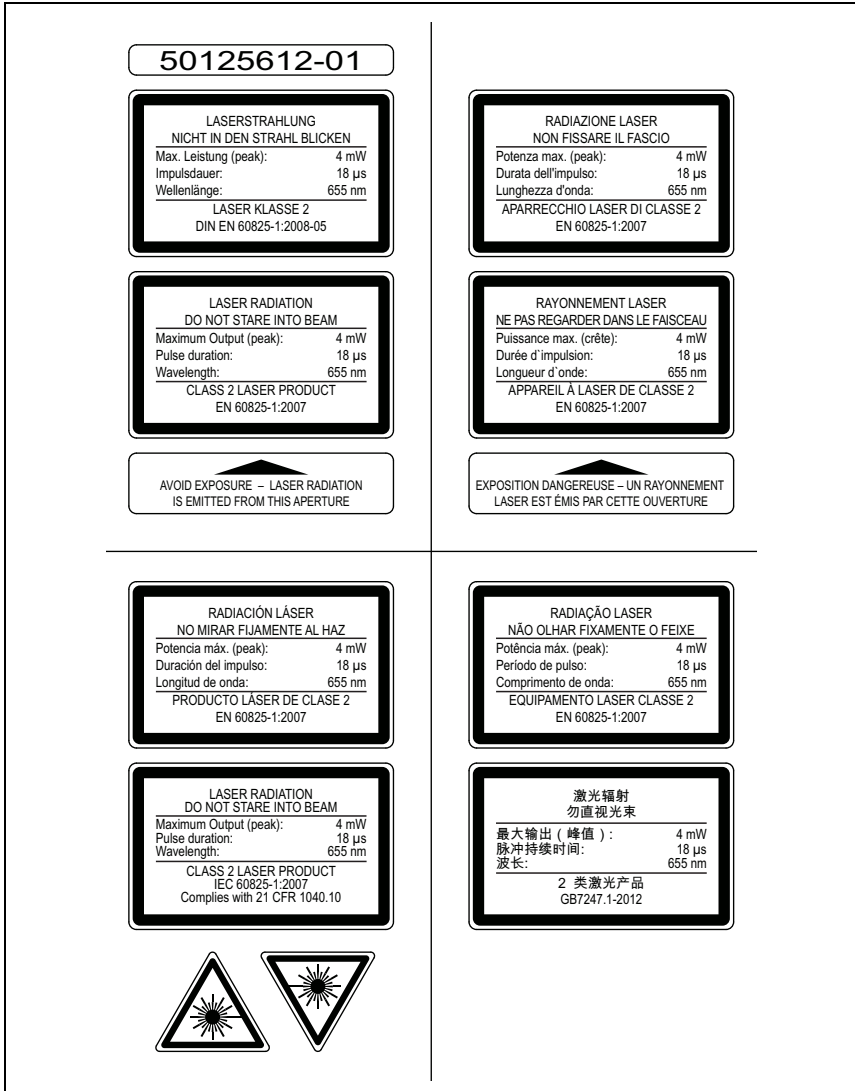 50125612-01
LASERSTRAHLUNG
NICHT IN DEN STRAHL BLICKEN
Max. Leistung (peak): 4 mW
Impulsdauer: 18 µs
Wellenlänge: 655 nm
LASER KLASSE 2
DIN EN 60825-1:2008-05
RADIAZIONE LASER
NON FISSARE IL FASCIO
Potenza max. (peak): 4 mW
Durata dell'impulso: 18 µs
Lunghezza d'onda: 655 nm
APARRECCHIO LASER DI CLASSE 2
EN 60825-1:2007
LASER RADIATION
DO NOT STARE INTO BEAM
Maximum Output (peak): 4 mW
Pulse duration: 18 µs
Wavelength: 655 nm
CLASS 2 LASER PRODUCT
EN 60825-1:2007
RAYONNEMENT LASER
NE PAS REGARDER DANS LE FAISCEAU
Puissance max. (crête): 4 mW
Durée d`impulsion: 18 µs
Longueur d`onde: 655 nm
APPAREIL À LASER DE CLASSE 2
EN 60825-1:2007
AVOID EXPOSURE – LASER RADIATION
IS EMITTED FROM THIS APERTURE
EXPOSITION DANGEREUSE – UN RAYONNEMENT
LASER EST ÉMIS PAR CETTE OUVERTURE
RADIACIÓN LÁSER
NO MIRAR FIJAMENTE AL HAZ
Potencia máx. (peak): 4 mW
Duración del impulso: 18 µs
Longitud de onda: 655 nm
PRODUCTO LÁSER DE CLASE 2
EN 60825-1:2007
RADIAÇÃO LASER
NÃO OLHAR FIXAMENTE O FEIXE
Potência máx. (peak): 4 mW
Período de pulso: 18 µs
Comprimento de onda: 655 nm
EQUIPAMENTO LASER CLASSE 2
EN 60825-1:2007
LASER RADIATION
DO NOT STARE INTO BEAM
Maximum Output (peak): 4 mW
Pulse duration: 18 µs
Wavelength: 655 nm
CLASS 2 LASER PRODUCT
IEC 60825-1:2007
Complies with 21 CFR 1040.10
激光辐射
勿直视光束
最大输出 ( 峰值 ) : 4 mW
脉冲持续时间: 18 µs
波长: 655 nm
2 类激光产品
GB7247.1-2012